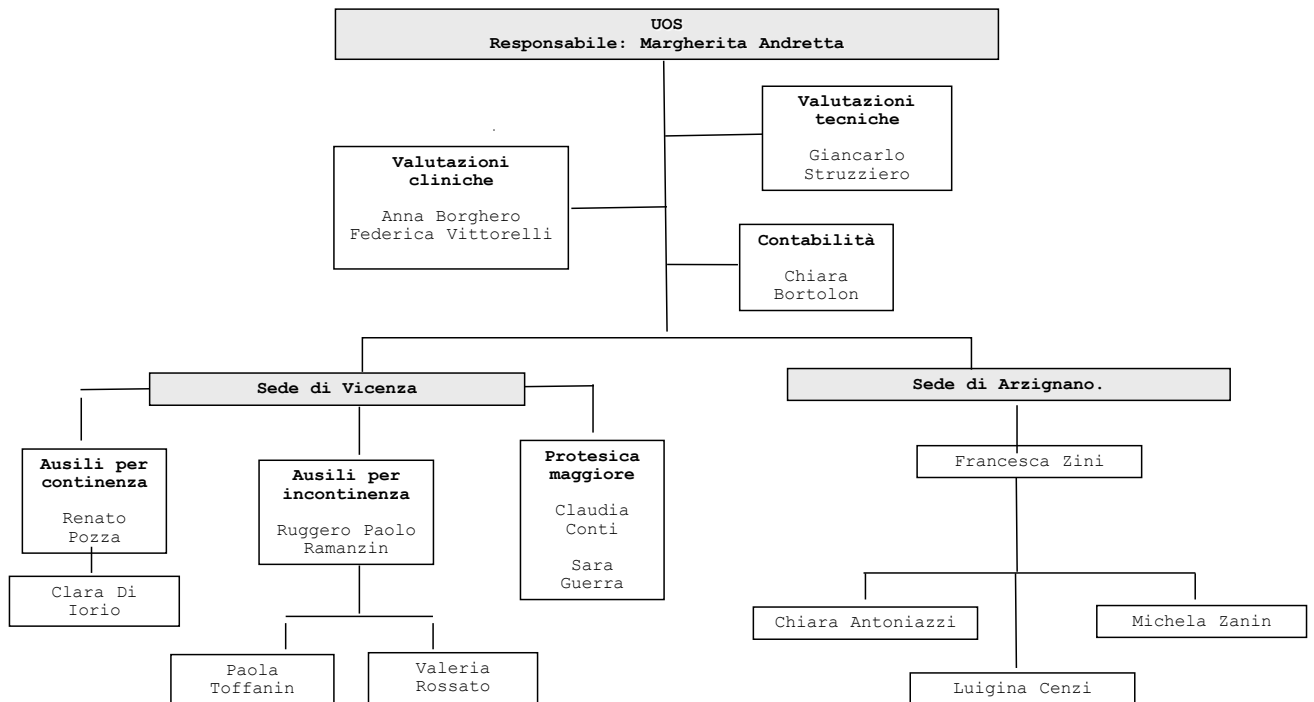 UOS
Responsabile: Margherita Andretta
Valutazioni
tecniche
Giancarlo
Struzziero
Valutazioni
cliniche
Anna Borghero
Federica Vittorelli
Contabilità
Chiara
Bortolon
Sede di Vicenza
Sede di Arzignano.
Ausili per
continenza
Renato
Pozza
Clara Di
Iorio
Ausili per
incontinenza
Ruggero Paolo
Ramanzin
Paola
Toffanin
Valeria
Rossato
Protesica
maggiore
Claudia
Conti
Sara
Guerra
Francesca Zini
Chiara Antoniazzi
Michela Zanin
Luigina Cenzi